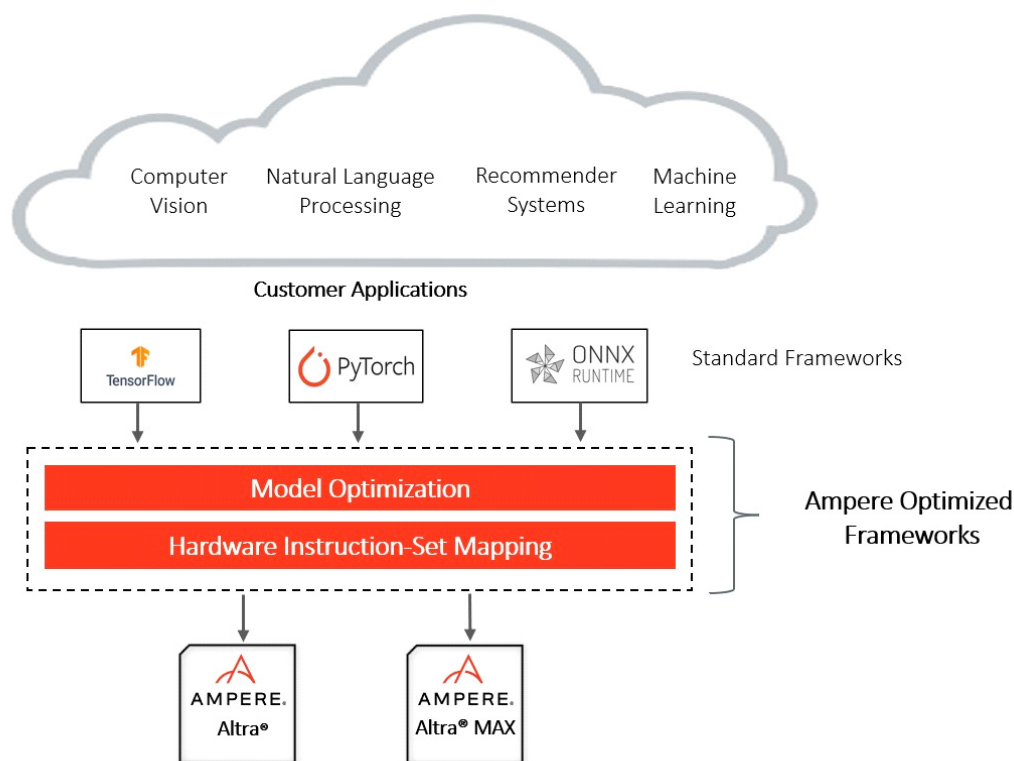 Computer
Vision
Natural Language
Processing
Recommender
Systems
Machine
Learning
Customer Applications
TensorFlow
PyTorch
ONNX
RUNTIME
Standard Frameworks
Model Optimization
Hardware Instruction-Set Mapping
Ampere Optimized
Frameworks
AMPERE®
Altra®
AMPERE®
Altra® MAX